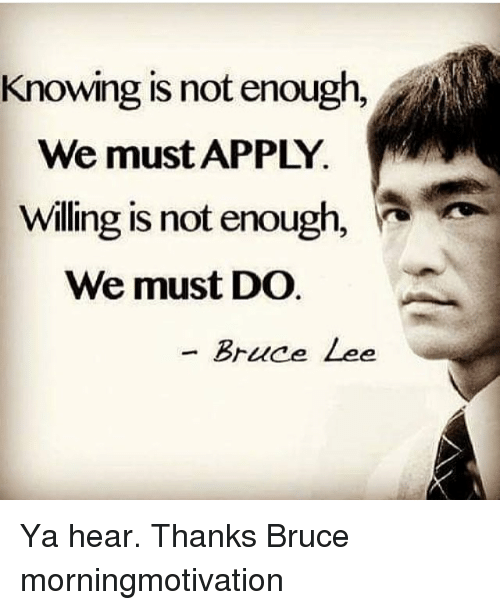 Knowing is not enough,
We must APPLY.
Willing is not enough,
We must DO.
- Bruce Lee
Ya hear. Thanks Bruce
morningmotivation